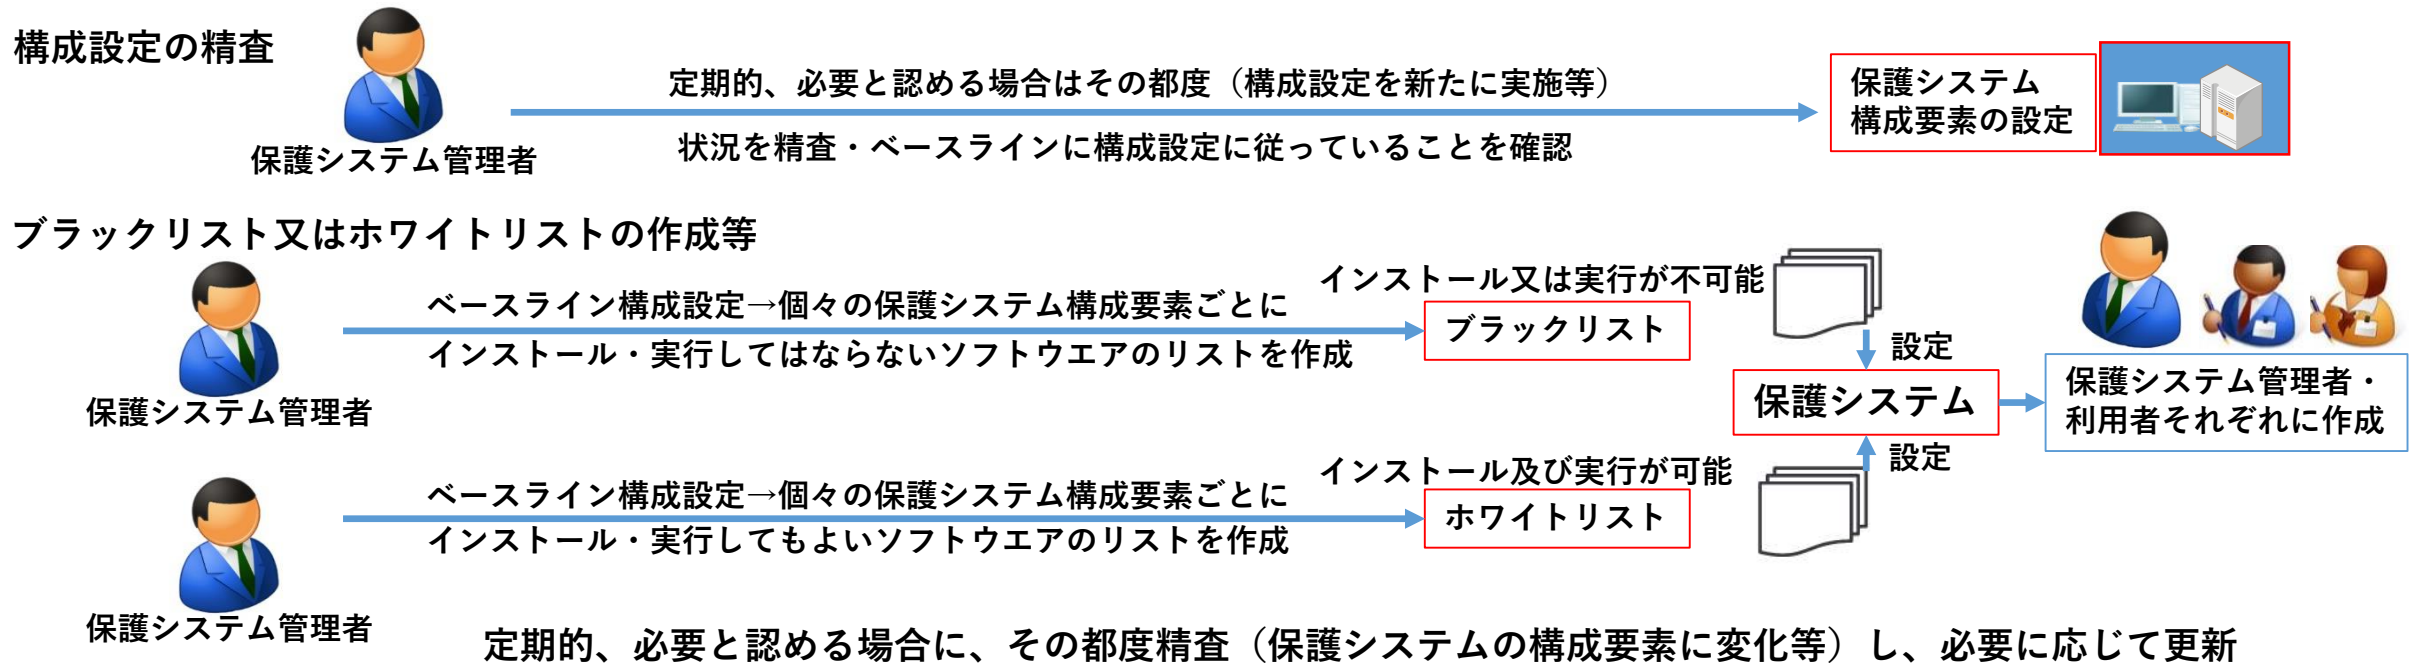 構成設定の精査
定期的、必要と認める場合はその都度（構成設定を新たに実施等）
状況を精査・ベースラインに構成設定に従っていることを確認
保護システム管理者
保護システム
構成要素の設定
ブラックリスト又はホワイトリストの作成等
ベースライン構成設定→個々の保護システム構成要素ごとに
インストール・実行してはならないソフトウエアのリストを作成
保護システム管理者
インストール又は実行が不可能
ブラックリスト
設定
保護システム
保護システム管理者・
利用者それぞれに作成
設定
ベースライン構成設定→個々の保護システム構成要素ごとに
インストール・実行してもよいソフトウエアのリストを作成
保護システム管理者
インストール及び実行が可能
ホワイトリスト
定期的、必要と認める場合に、その都度精査（保護システムの構成要素に変化等）し、必要に応じて更新